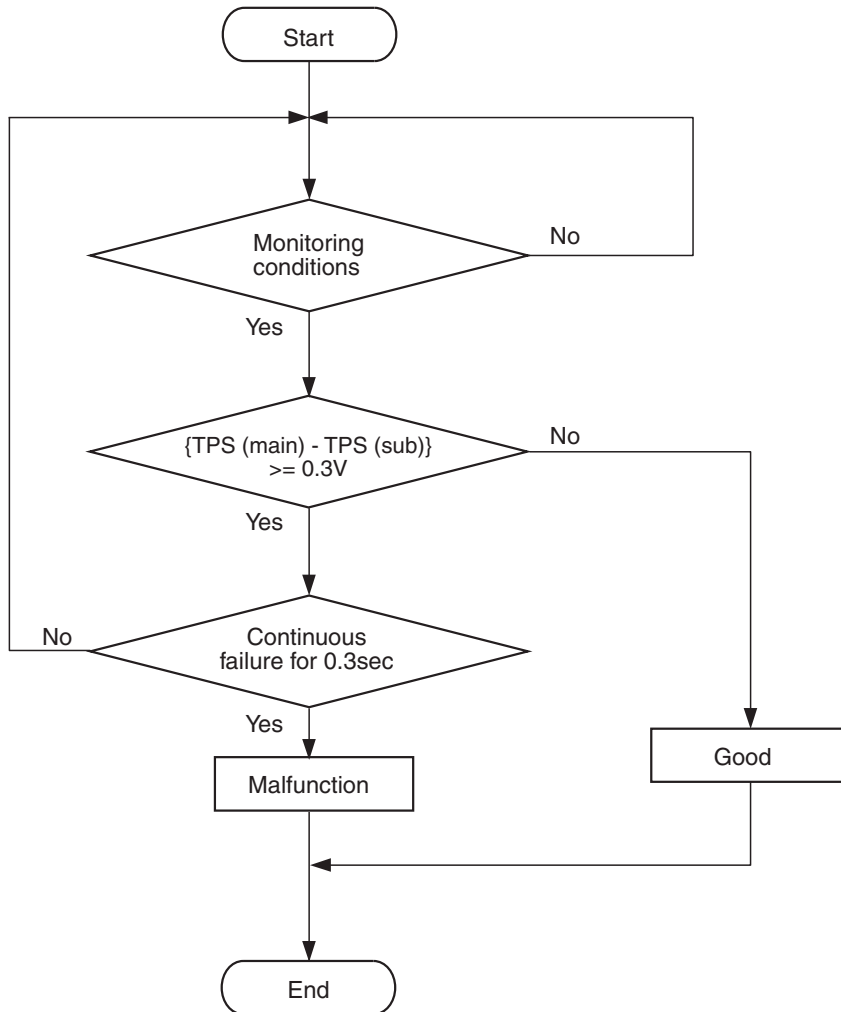 Start
Monitoring
conditions
No
Yes
{TPS (main) - TPS (sub)}
>= 0.3V
No
Yes
Continuous
failure for 0.3sec
No
Yes
Malfunction
Good
End